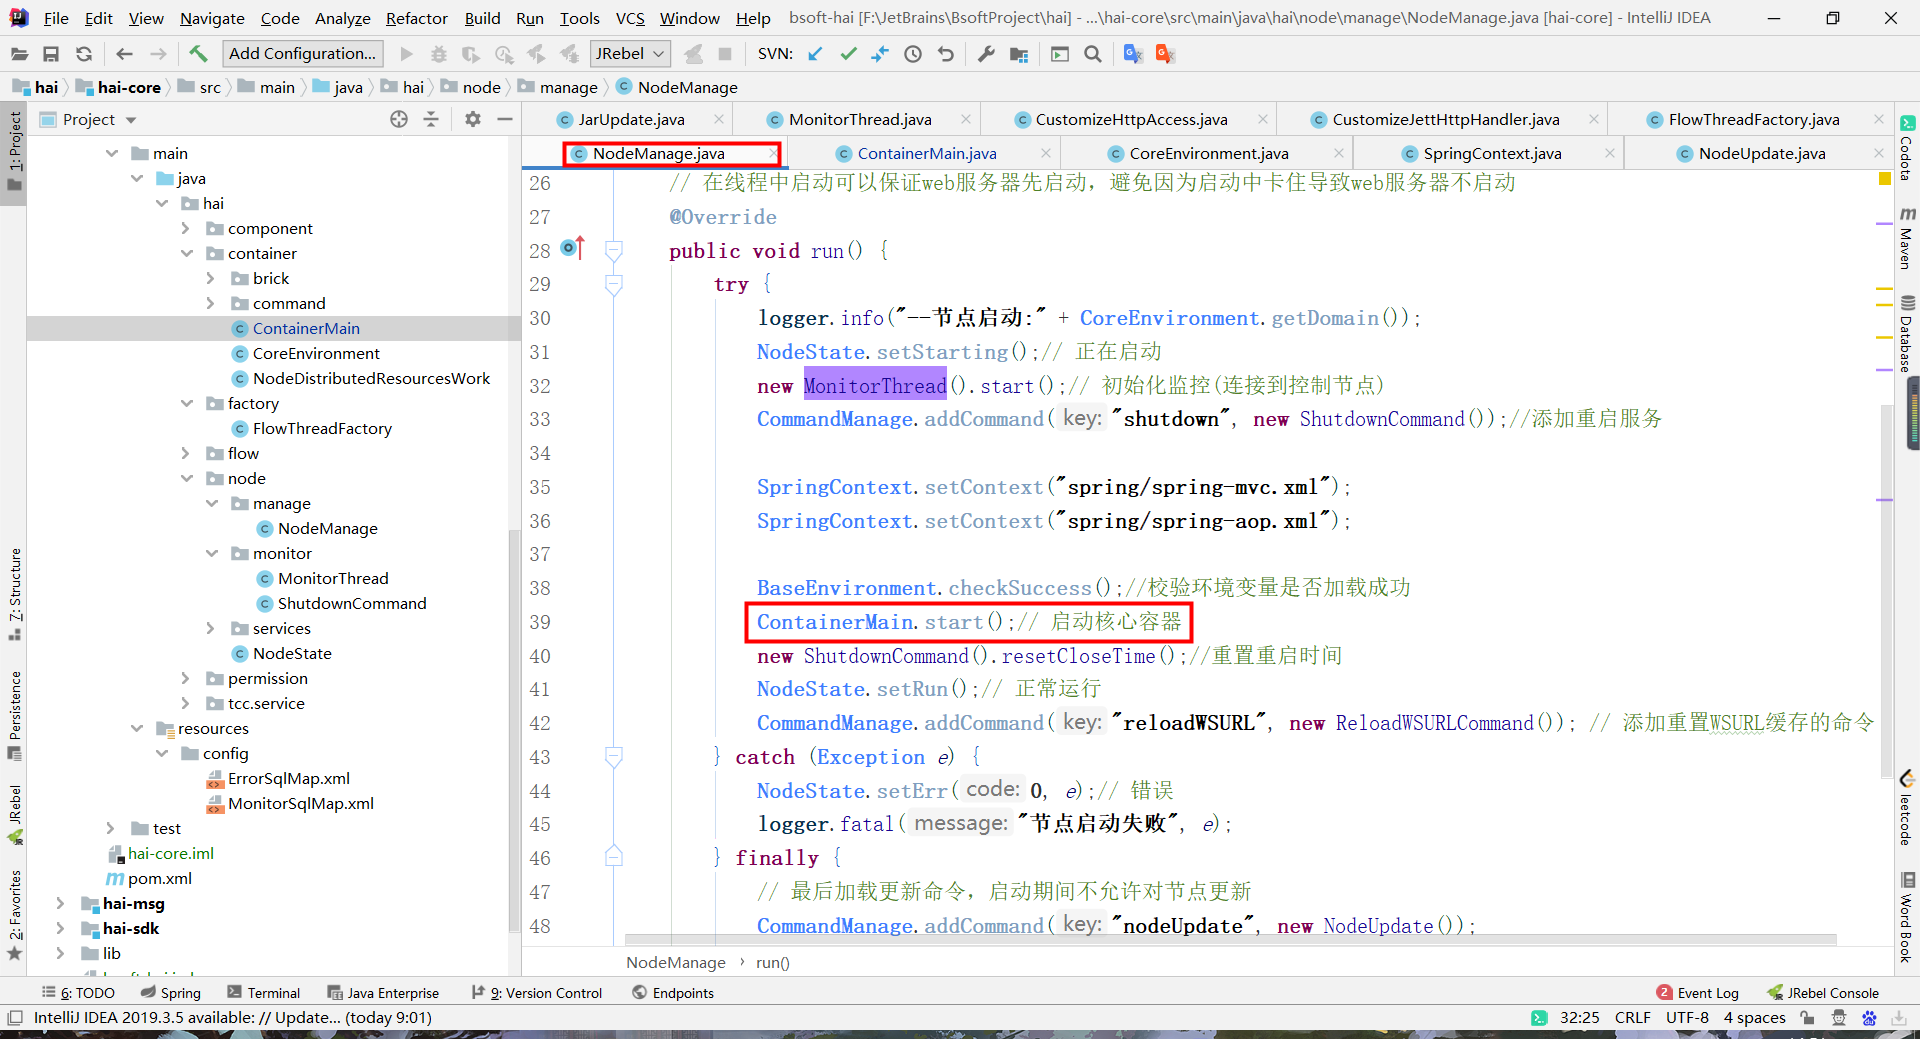 File Edit View Navigate Code Analyze Refactor Build Run Tools VCS Window Help bsoft-hai [F:\JetBrains\BsoftProject\hai] - ...\hai-core\src\main\java\hai\node\manage\NodeManage.java [hai-core] - IntelliJ IDEA
Add Configuration... JRebel SVN:
hai hai-core src main java hai node manage NodeManage
Project
JarUpdate.java MonitorThread.java CustomizeHttpAccess.java CustomizeJettHttpHandler.java FlowThreadFactory.java
NodeManage.java ContainerMain.java CoreEnvironment.java SpringContext.java NodeUpdate.java
1: Project
7: Structure
Persistence
JRebel
2: Favorites
main
java
hai
component
container
brick
command
ContainerMain
CoreEnvironment
NodeDistributedResourcesWork
factory
FlowThreadFactory
flow
node
manage
NodeManage
monitor
MonitorThread
ShutdownCommand
services
NodeState
permission
tcc.service
resources
config
ErrorSqlMap.xml
MonitorSqlMap.xml
test
hai-core.iml
pom.xml
hai-msg
hai-sdk
lib
26 // 在线程中启动可以保证web服务器先启动，避免因为启动中卡住导致web服务器不启动
27 @Override
28 public void run() {
29 try {
30 logger.info("--节点启动:" + CoreEnvironment.getDomain());
31 NodeState.setStarting();// 正在启动
32 new MonitorThread().start();// 初始化监控(连接到控制节点)
33 CommandManage.addCommand( key: "shutdown", new ShutdownCommand());//添加重启服务
34
35 SpringContext.setContext("spring/spring-mvc.xml");
36 SpringContext.setContext("spring/spring-aop.xml");
37
38 BaseEnvironment.checkSuccess();//校验环境变量是否加载成功
39 ContainerMain.start();// 启动核心容器
40 new ShutdownCommand().resetCloseTime();//重置重启时间
41 NodeState.setRun();// 正常运行
42 CommandManage.addCommand( key: "reloadWSURL", new ReloadWSURLCommand()); // 添加重置WSURL缓存的命令
43 } catch (Exception e) {
44 NodeState.setErr( code: 0, e);// 错误
45 logger.fatal( message: "节点启动失败", e);
46 } finally {
47 // 最后加载更新命令，启动期间不允许对节点更新
48 CommandManage.addCommand( key: "nodeUpdate", new NodeUpdate());
NodeManage › run()
Codota
Maven
Database
leetcode
Word Book
6: TODO Spring Terminal Java Enterprise 9: Version Control Endpoints 2 Event Log JRebel Console
IntelliJ IDEA 2019.3.5 available: // Update... (today 9:01) 32:25 CRLF UTF-8 4 spaces